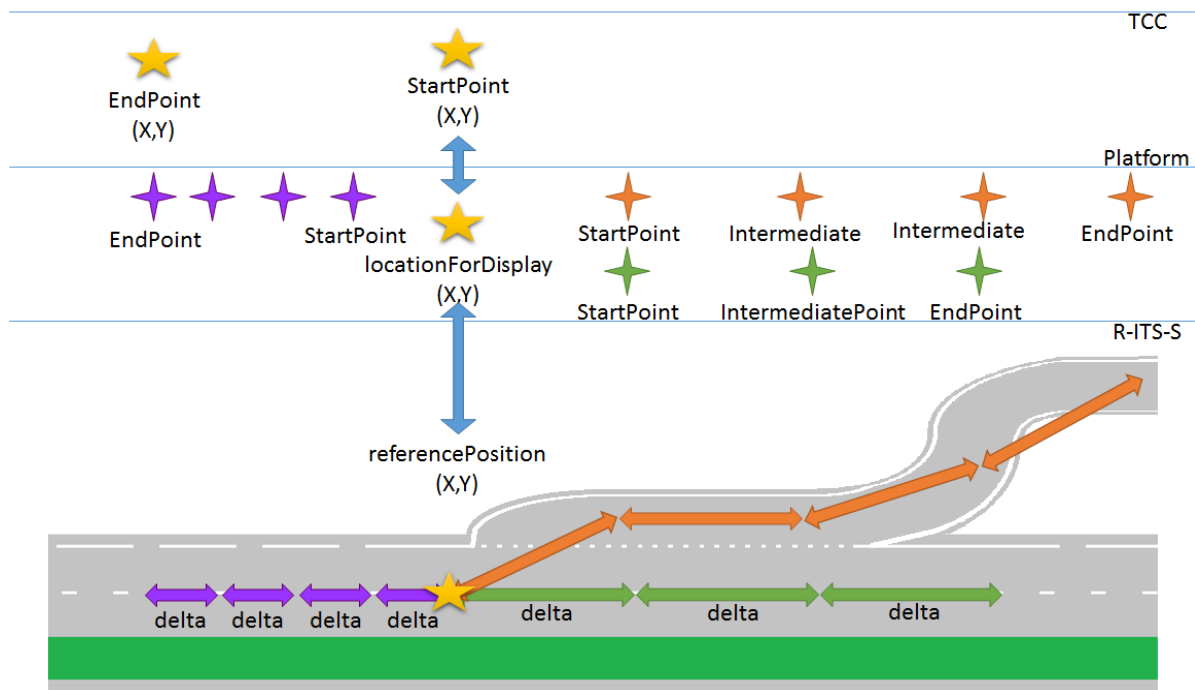 TCC
EndPoint
(X,Y)
StartPoint
(X,Y)
Platform
EndPoint
StartPoint
locationForDisplay
(X,Y)
StartPoint
Intermediate
Intermediate
EndPoint
StartPoint
IntermediatePoint
EndPoint
R-ITS-S
referencePosition
(X,Y)
delta
delta
delta
delta
delta
delta
delta